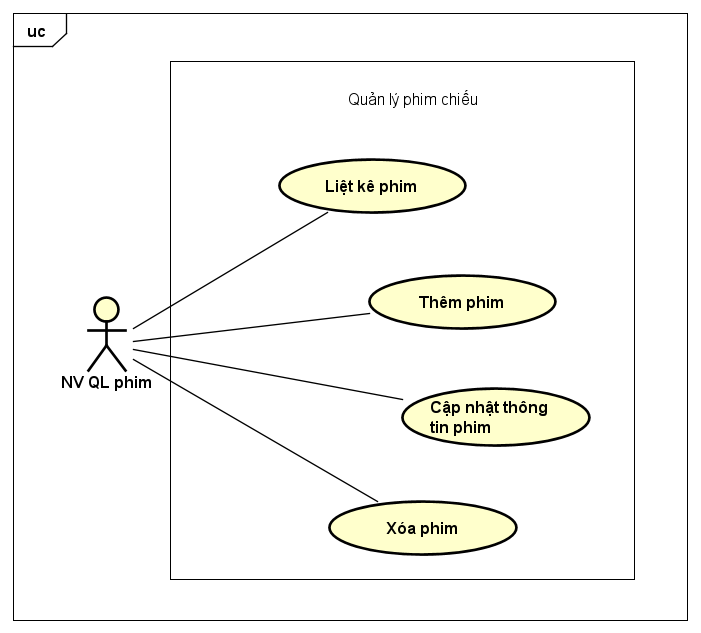 uc
Quản lý phim chiếu
Liệt kê phim
Thêm phim
NV QL phim
Cập nhật thông
tin phim
Xóa phim